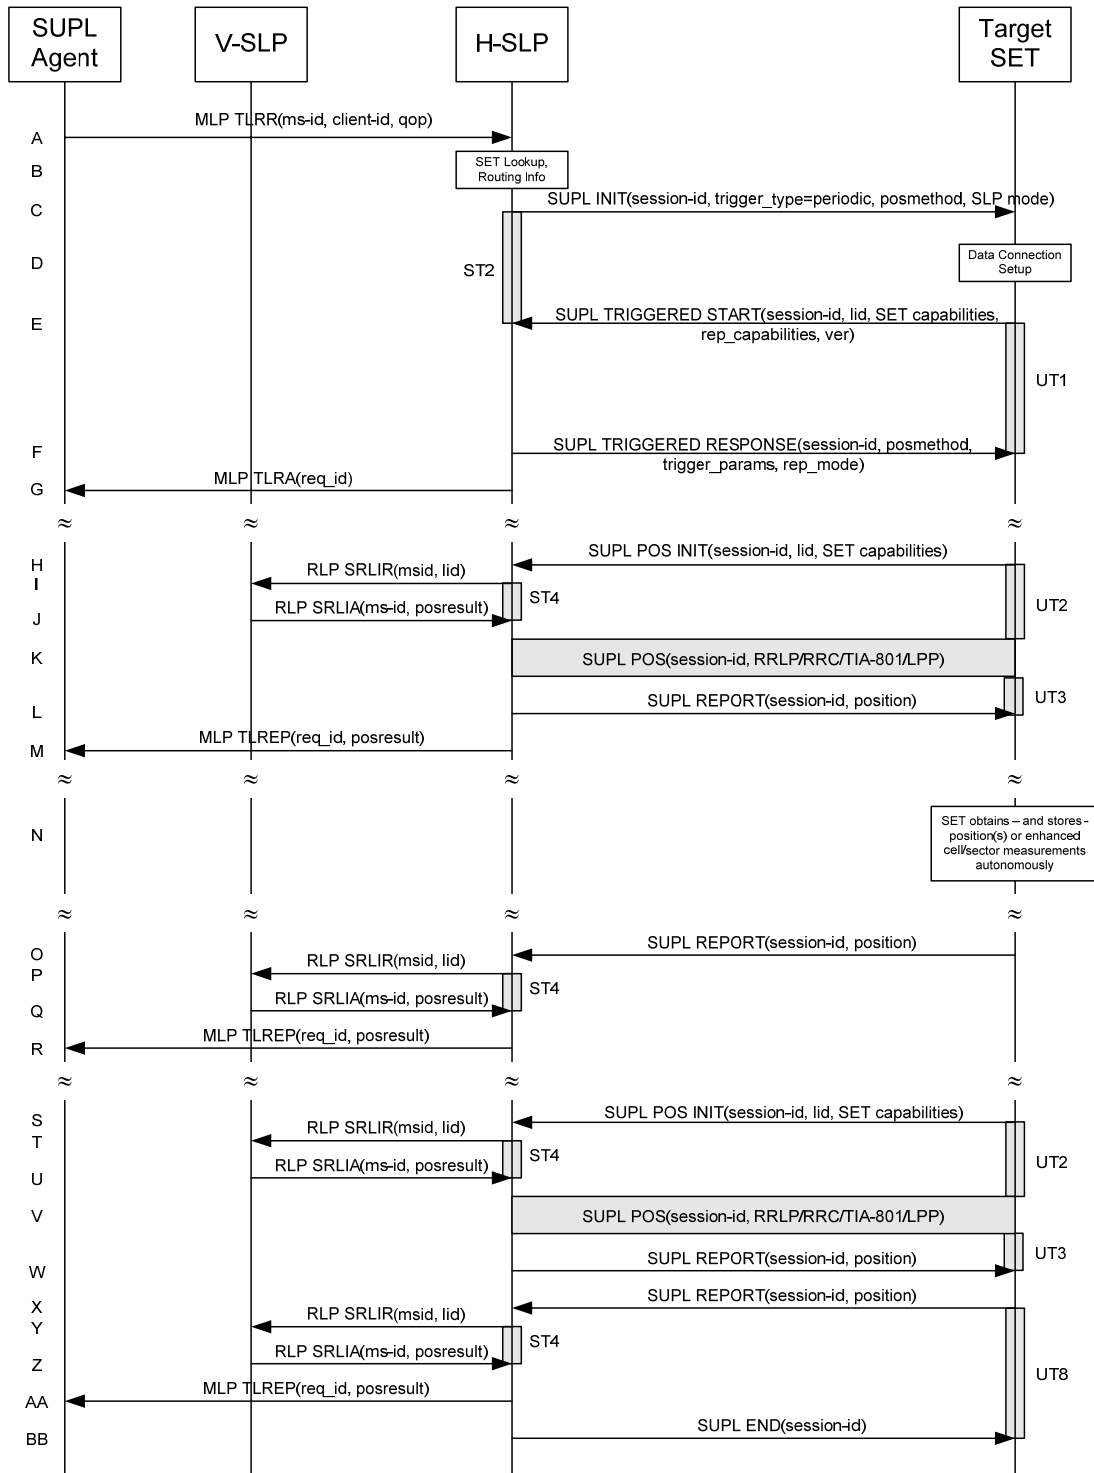 SUPL
Agent
V-SLP
H-SLP
Target
SET
MLP TLRR(ms-id, client-id, qop)
A
B
SET Lookup,
Routing Info
C
SUPL INIT(session-id, trigger_type=periodic, posmethod, SLP mode)
D
ST2
Data Connection
Setup
E
SUPL TRIGGERED START(session-id, lid, SET capabilities,
rep_capabilities, ver)
UT1
F
SUPL TRIGGERED RESPONSE(session-id, posmethod,
trigger_params, rep_mode)
MLP TLRA(req_id)
G
≈ ≈ ≈ ≈
H
SUPL POS INIT(session-id, lid, SET capabilities)
I
RLP SRLIR(msid, lid)
ST4
UT2
J
RLP SRLIA(ms-id, posresult)
K
SUPL POS(session-id, RRLP/RRC/TIA-801/LPP)
L
SUPL REPORT(session-id, position)
UT3
M
MLP TLREP(req_id, posresult)
≈ ≈ ≈ ≈
N
SET obtains – and stores -
position(s) or enhanced
cell/sector measurements
autonomously
≈ ≈ ≈ ≈
O
SUPL REPORT(session-id, position)
P
RLP SRLIR(msid, lid)
ST4
Q
RLP SRLIA(ms-id, posresult)
R
MLP TLREP(req_id, posresult)
≈ ≈ ≈ ≈
S
SUPL POS INIT(session-id, lid, SET capabilities)
T
RLP SRLIR(msid, lid)
ST4
UT2
U
RLP SRLIA(ms-id, posresult)
V
SUPL POS(session-id, RRLP/RRC/TIA-801/LPP)
W
SUPL REPORT(session-id, position)
UT3
X
SUPL REPORT(session-id, position)
Y
RLP SRLIR(msid, lid)
ST4
Z
RLP SRLIA(ms-id, posresult)
UT8
AA
MLP TLREP(req_id, posresult)
BB
SUPL END(session-id)